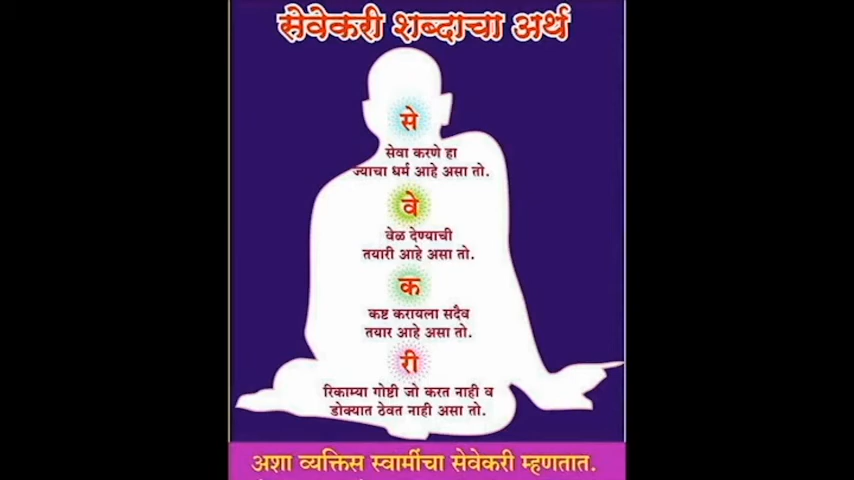 सेवेकरी शब्दाचा अर्थ
से
सेवा करणे हा
ज्याचा धर्म आहे असा तो.
वे
वेळ देण्याची
तयारी आहे असा तो.
क
कष्ट करायला सदैव
तयार आहे असा तो.
री
रिकाम्या गोष्टी जो करत नाही व
डोक्यात ठेवत नाही असा तो.
अशा व्यक्तिस स्वामींचा सेवेकरी म्हणतात.